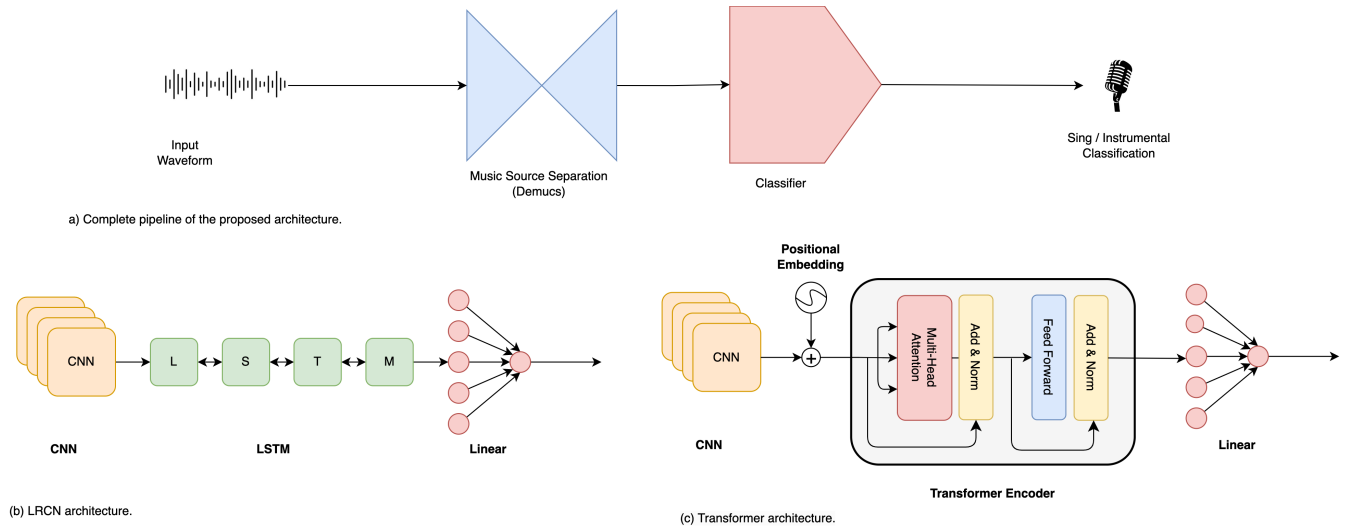 Input
Waveform
Music Source Separation
(Demucs)
Classifier
Sing / Instrumental
Classification
a) Complete pipeline of the proposed architecture.
CNN
L
S
T
M
CNN
LSTM
Linear
(b) LRCN architecture.
Positional
Embedding
CNN
+
Multi-Head
Attention
Add & Norm
Feed Forward
Add & Norm
CNN
Linear
Transformer Encoder
(c) Transformer architecture.